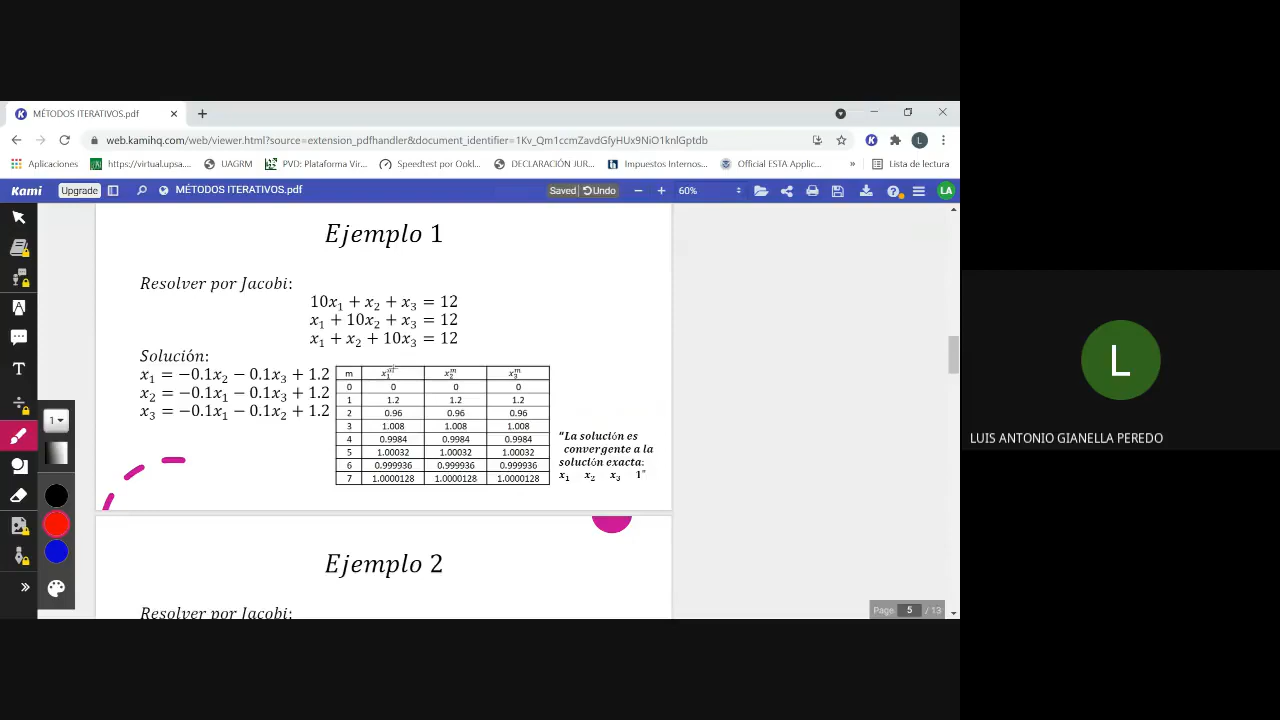 MÉTODOS ITERATIVOS.pdf
web.kamihq.com/web/viewer.html?source=extension_pdfhandler&document_identifier=1Kv_Qm1ccmZavdGfyHUx9NiO1knlGptdb
Aplicaciones https://virtual.upsa.... UAGRM PVD: Plataforma Vir... Speedtest por Ookl... DECLARACIÓN JUR... Impuestos Internos... Official ESTA Applic... » Lista de lectura
Kami Upgrade MÉTODOS ITERATIVOS.pdf Saved Undo 60% LA
Ejemplo 1
Resolver por Jacobi:
10x₁ + x₂ + x₃ = 12
x₁ + 10x₂ + x₃ = 12
x₁ + x₂ + 10x₃ = 12
Solución:
x₁ = −0.1x₂ − 0.1x₃ + 1.2
x₂ = −0.1x₁ − 0.1x₃ + 1.2
x₃ = −0.1x₁ − 0.1x₂ + 1.2
m x₁ᵐ x₂ᵐ x₃ᵐ
0 0 0 0
1 1.2 1.2 1.2
2 0.96 0.96 0.96
3 1.008 1.008 1.008
4 0.9984 0.9984 0.9984
5 1.00032 1.00032 1.00032
6 0.999936 0.999936 0.999936
7 1.0000128 1.0000128 1.0000128
"La solución es
convergente a la
solución exacta:
x₁ x₂ x₃ 1"
Ejemplo 2
Resolver por Jacobi:
Page 5 / 13
1
T
A
L
L
LUIS ANTONIO GIANELLA PEREDO